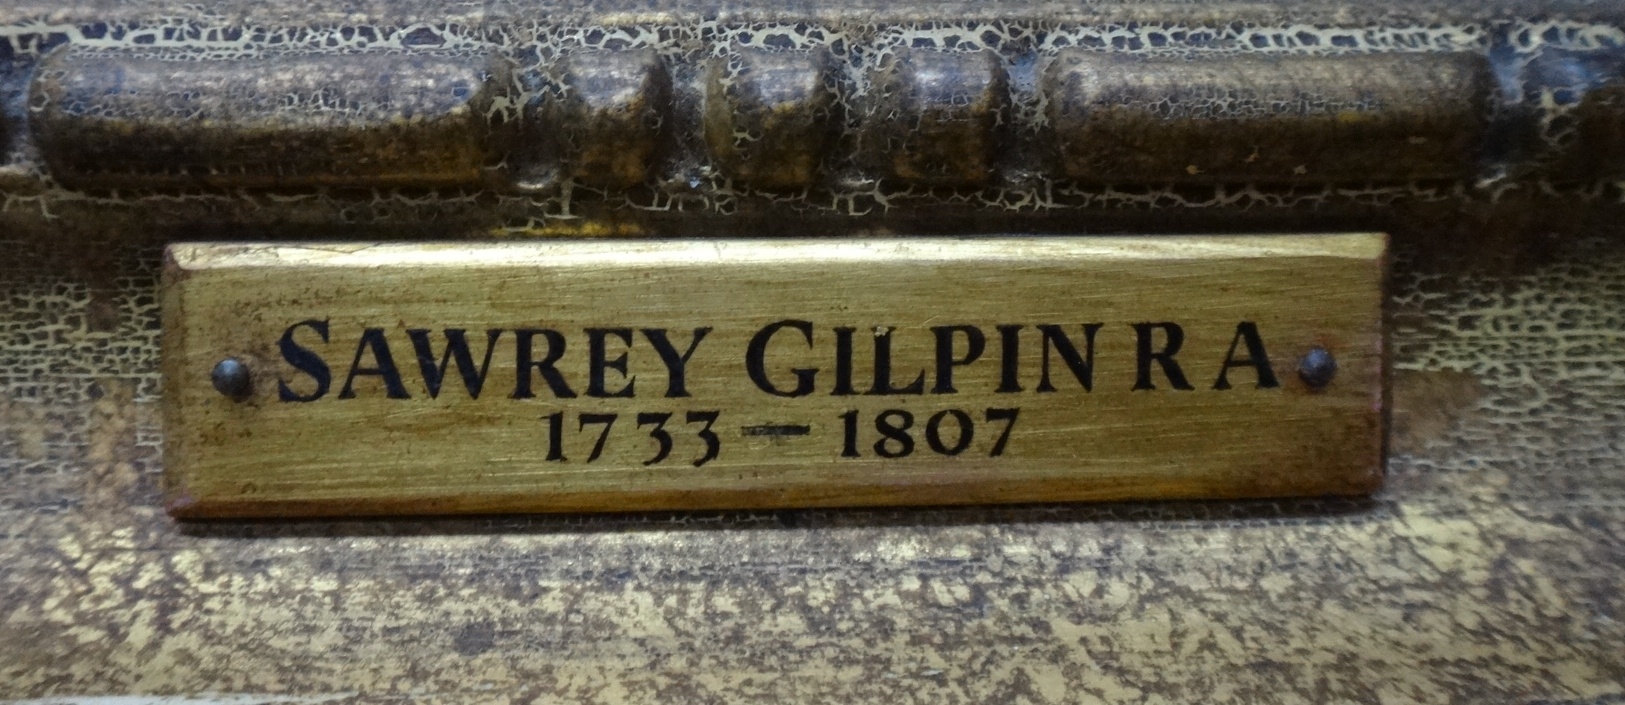 SAWREY GILPIN R A
1733 — 1807